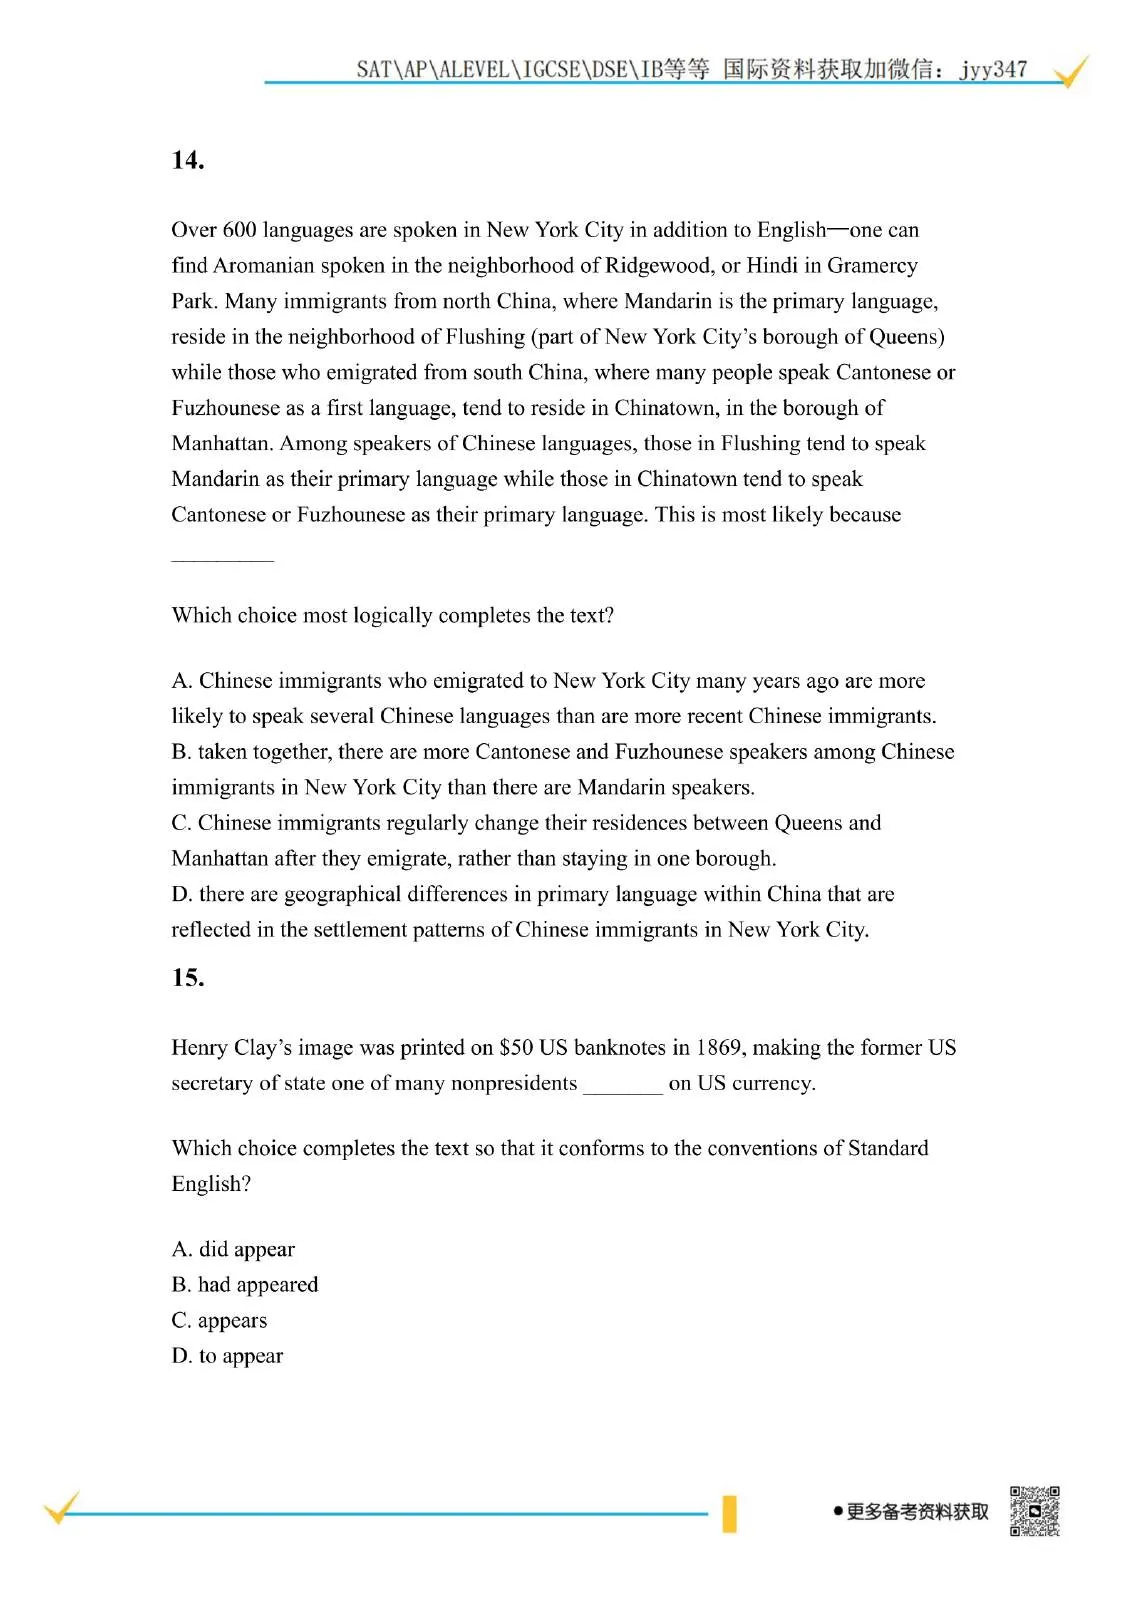 SAT\AP\ALEVEL\IGCSE\DSE\IB等等 国际资料获取加微信：jyy347
14.
Over 600 languages are spoken in New York City in addition to English—one can
find Aromanian spoken in the neighborhood of Ridgewood, or Hindi in Gramercy
Park. Many immigrants from north China, where Mandarin is the primary language,
reside in the neighborhood of Flushing (part of New York City’s borough of Queens)
while those who emigrated from south China, where many people speak Cantonese or
Fuzhounese as a first language, tend to reside in Chinatown, in the borough of
Manhattan. Among speakers of Chinese languages, those in Flushing tend to speak
Mandarin as their primary language while those in Chinatown tend to speak
Cantonese or Fuzhounese as their primary language. This is most likely because
_________
Which choice most logically completes the text?
A. Chinese immigrants who emigrated to New York City many years ago are more
likely to speak several Chinese languages than are more recent Chinese immigrants.
B. taken together, there are more Cantonese and Fuzhounese speakers among Chinese
immigrants in New York City than there are Mandarin speakers.
C. Chinese immigrants regularly change their residences between Queens and
Manhattan after they emigrate, rather than staying in one borough.
D. there are geographical differences in primary language within China that are
reflected in the settlement patterns of Chinese immigrants in New York City.
15.
Henry Clay’s image was printed on $50 US banknotes in 1869, making the former US
secretary of state one of many nonpresidents _______ on US currency.
Which choice completes the text so that it conforms to the conventions of Standard
English?
A. did appear
B. had appeared
C. appears
D. to appear
●更多备考资料获取